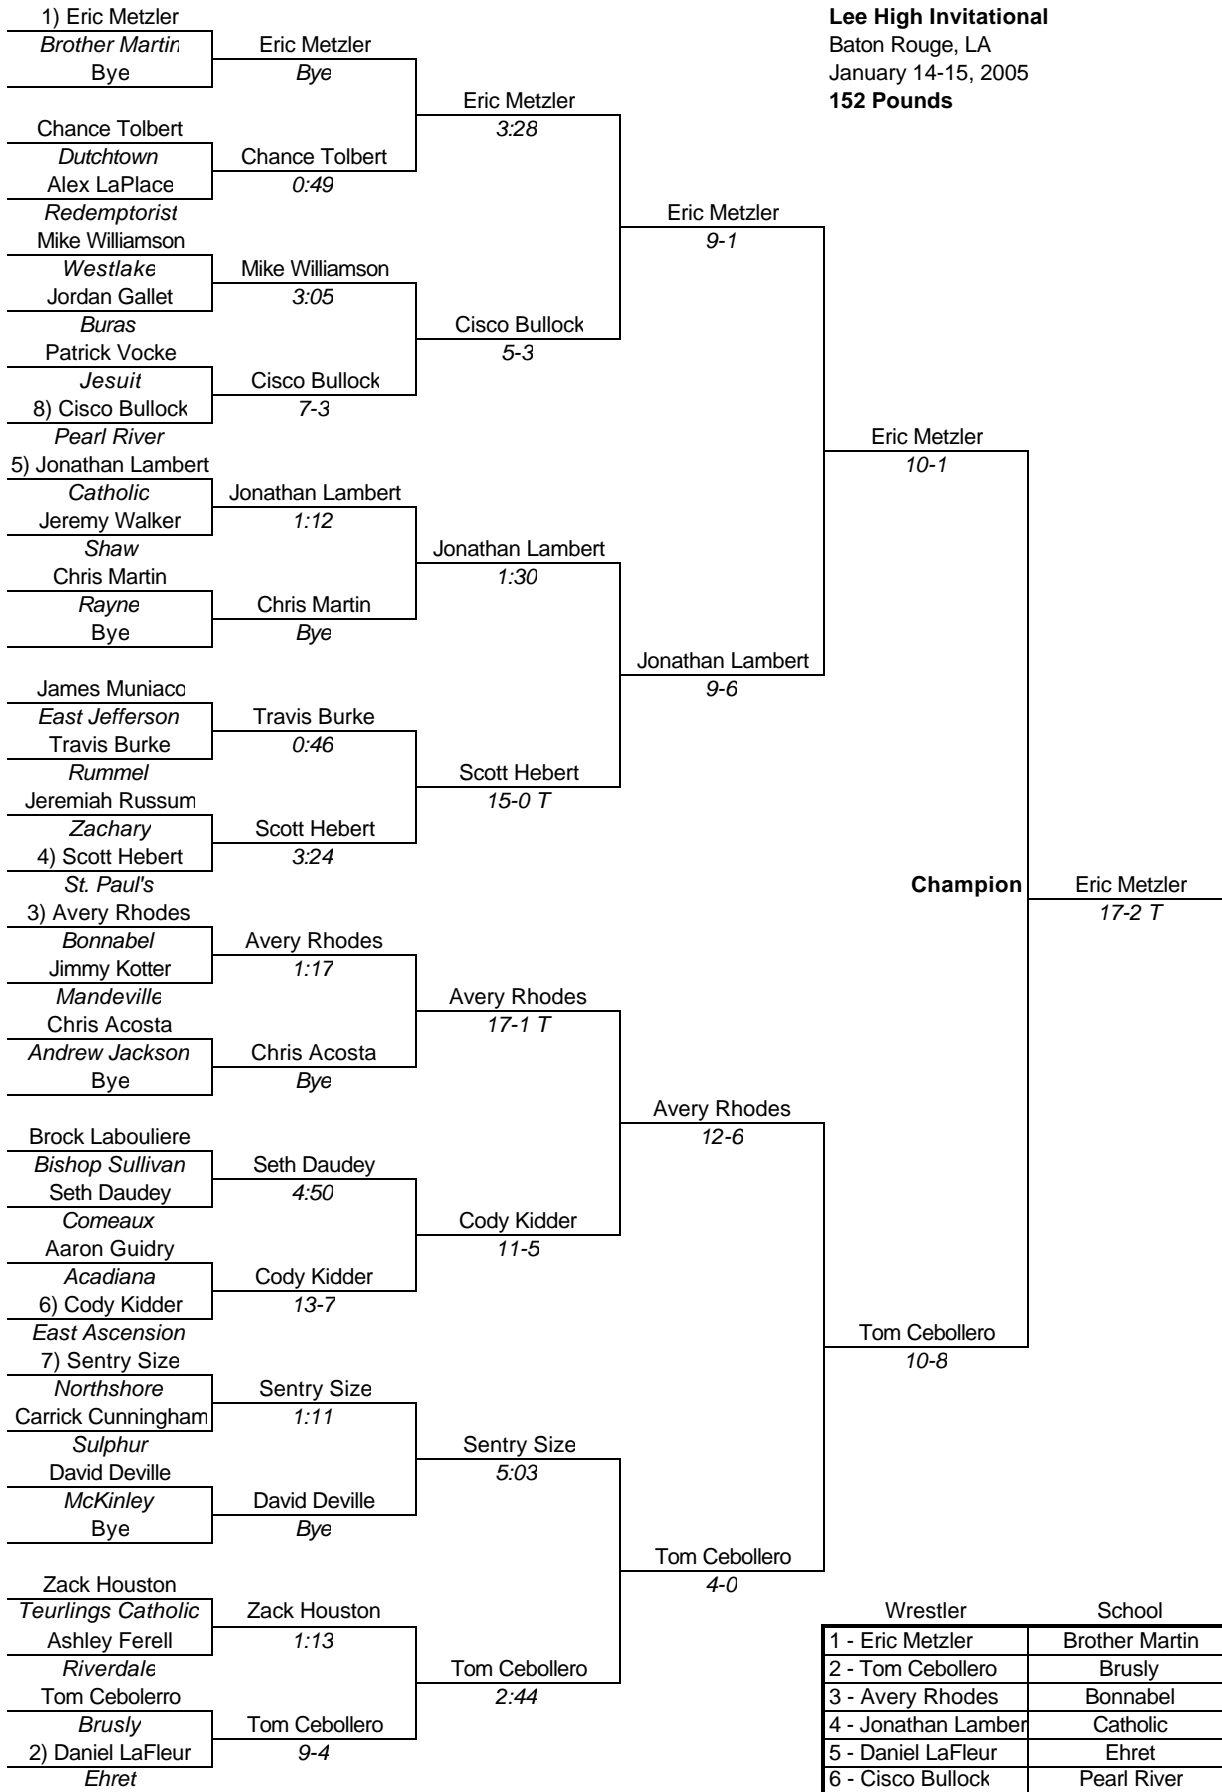 1) Eric Metzler
Brother Martin
Bye
Chance Tolbert
Dutchtown
Alex LaPlace
Redemptorist
Mike Williamson
Westlake
Jordan Gallet
Buras
Patrick Vocke
Jesuit
8) Cisco Bullock
Pearl River
5) Jonathan Lambert
Catholic
Jeremy Walker
Shaw
Chris Martin
Rayne
Bye
James Muniaco
East Jefferson
Travis Burke
Rummel
Jeremiah Russum
Zachary
4) Scott Hebert
St. Paul's
3) Avery Rhodes
Bonnabel
Jimmy Kotter
Mandeville
Chris Acosta
Andrew Jackson
Bye
Brock Labouliere
Bishop Sullivan
Seth Daudey
Comeaux
Aaron Guidry
Acadiana
6) Cody Kidder
East Ascension
7) Sentry Size
Northshore
Carrick Cunningham
Sulphur
David Deville
McKinley
Bye
Zack Houston
Teurlings Catholic
Ashley Ferell
Riverdale
Tom Cebolerro
Brusly
2) Daniel LaFleur
Ehret
Eric Metzler
Bye
Chance Tolbert
0:49
Mike Williamson
3:05
Cisco Bullock
7-3
Jonathan Lambert
1:12
Chris Martin
Bye
Travis Burke
0:46
Scott Hebert
3:24
Avery Rhodes
1:17
Chris Acosta
Bye
Seth Daudey
4:50
Cody Kidder
13-7
Sentry Size
1:11
David Deville
Bye
Zack Houston
1:13
Tom Cebollero
9-4
Eric Metzler
3:28
Cisco Bullock
5-3
Jonathan Lambert
1:30
Scott Hebert
15-0 T
Avery Rhodes
17-1 T
Cody Kidder
11-5
Sentry Size
5:03
Tom Cebollero
2:44
Eric Metzler
9-1
Jonathan Lambert
9-6
Avery Rhodes
12-6
Tom Cebollero
4-0
Lee High Invitational
Baton Rouge, LA
January 14-15, 2005
152 Pounds
Eric Metzler
10-1
Tom Cebollero
10-8
Champion
Eric Metzler
17-2 T
Wrestler School
1 - Eric Metzler Brother Martin
2 - Tom Cebollero Brusly
3 - Avery Rhodes Bonnabel
4 - Jonathan Lamber Catholic
5 - Daniel LaFleur Ehret
6 - Cisco Bullock Pearl River